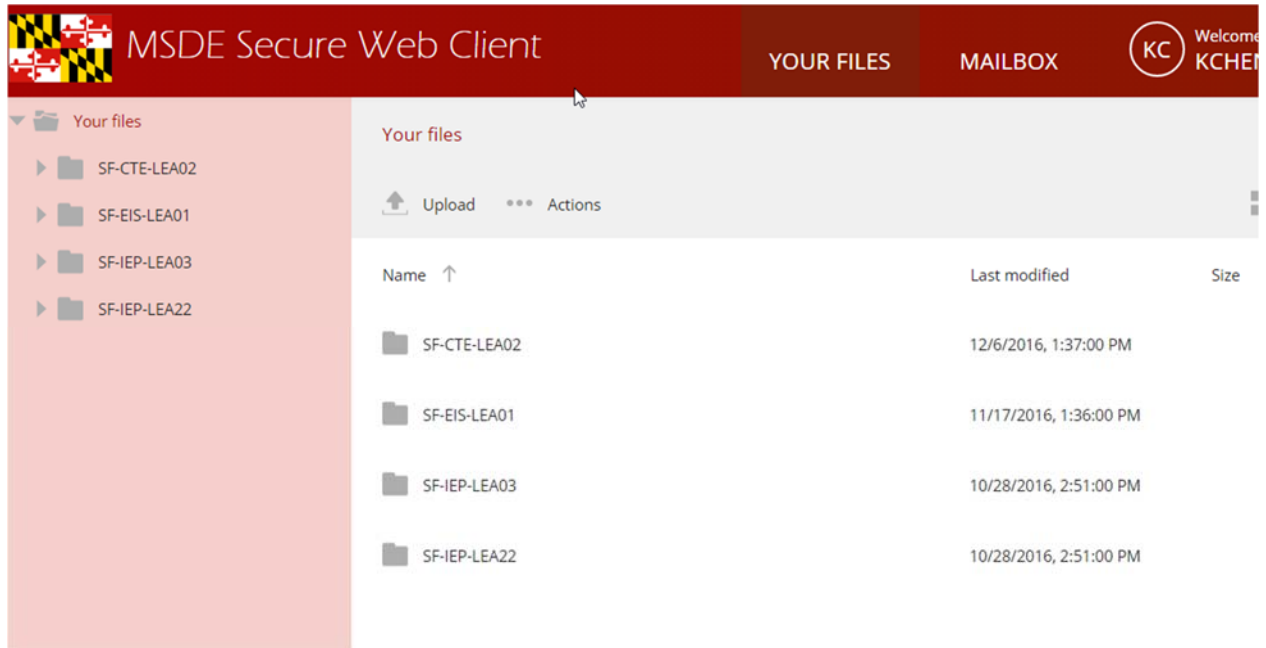 MSDE Secure Web Client
YOUR FILES
MAILBOX
KC
Welcome
Your files
SF-CTE-LEA02
SF-EIS-LEA01
SF-IEP-LEA03
SF-IEP-LEA22
Your files
Upload
Actions
Name Last modified Size
SF-CTE-LEA02 12/6/2016, 1:37:00 PM
SF-EIS-LEA01 11/17/2016, 1:36:00 PM
SF-IEP-LEA03 10/28/2016, 2:51:00 PM
SF-IEP-LEA22 10/28/2016, 2:51:00 PM